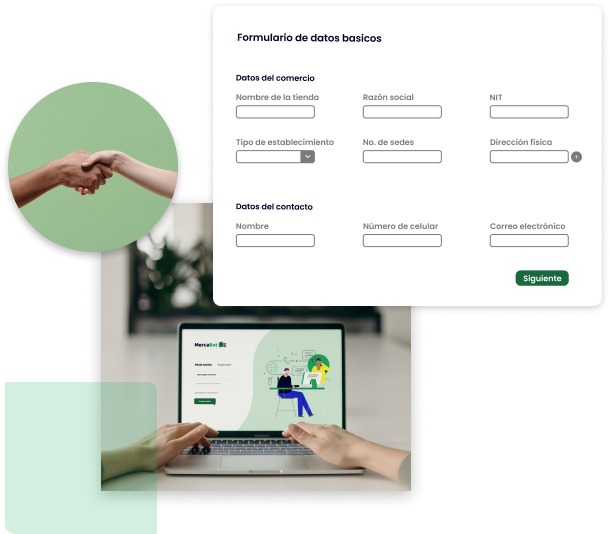 Formulario de datos basicos
Datos del comercio
Nombre de la tienda Razón social NIT
Tipo de establecimiento No. de sedes Dirección física
Datos del contacto
Nombre Número de celular Correo electrónico
Siguiente
MercaBot